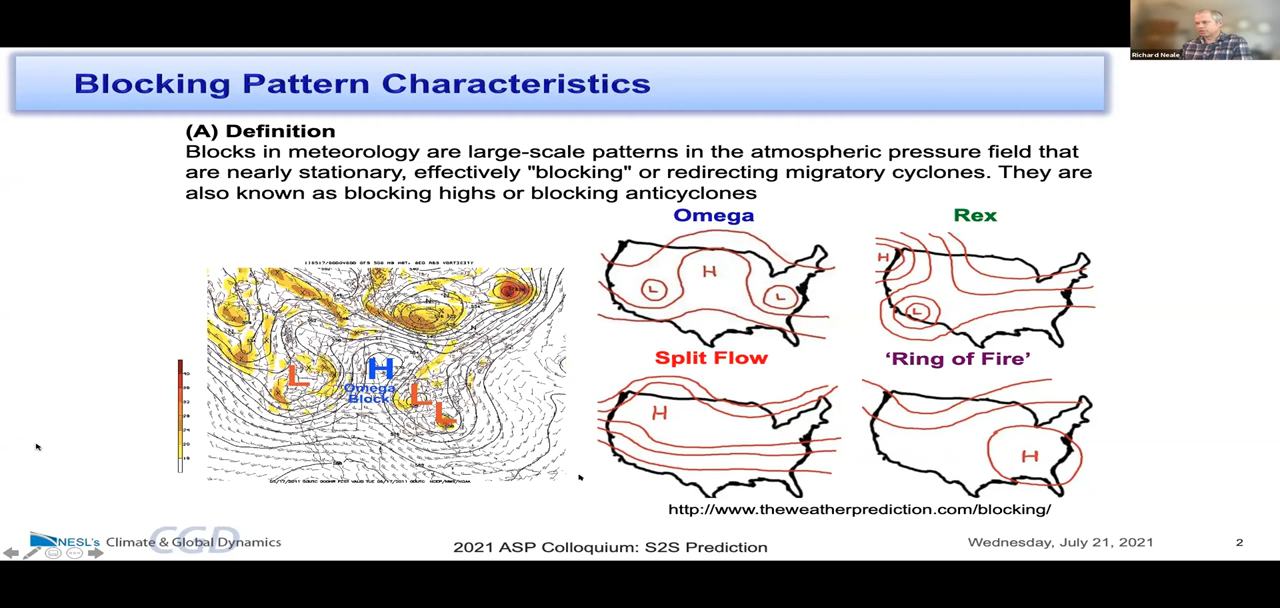 Richard Neale
Blocking Pattern Characteristics
(A) Definition
Blocks in meteorology are large-scale patterns in the atmospheric pressure field that
are nearly stationary, effectively "blocking" or redirecting migratory cyclones. They are
also known as blocking highs or blocking anticyclones
Omega
Rex
H
L
L
H
L
L
H
Omega
Block
L
L
Split Flow
'Ring of Fire'
H
H
http://www.theweatherprediction.com/blocking/
NESL's Climate & Global Dynamics
CGD
2021 ASP Colloquium: S2S Prediction
Wednesday, July 21, 2021
2